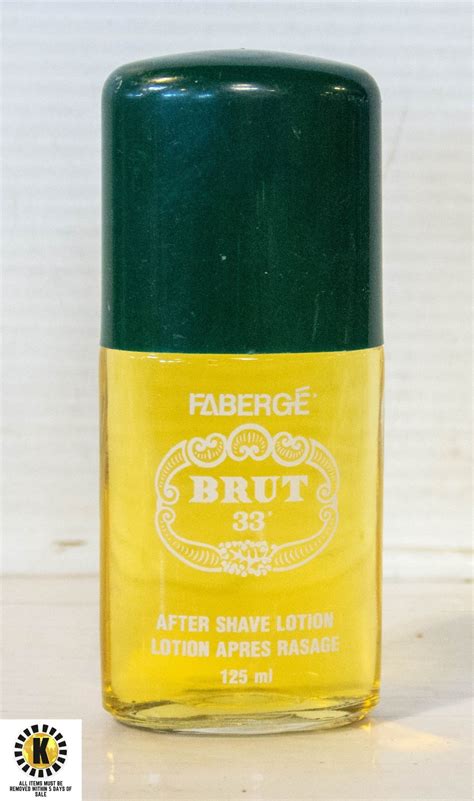 FABERGÉ
BRUT
33
AFTER SHAVE LOTION
LOTION APRES RASAGE
125 ml
K
ALL ITEMS MUST BE
REMOVED WITHIN 5 DAYS OF
SALE